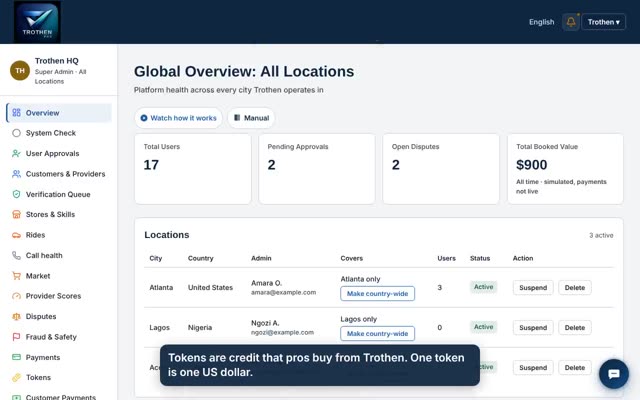 TROTHEN
English
Trothen ▾
TH
Trothen HQ
Super Admin · All
Locations
Overview
System Check
User Approvals
Customers & Providers
Verification Queue
Stores & Skills
Rides
Call health
Market
Provider Scores
Disputes
Fraud & Safety
Payments
Tokens
Customer Payments
Global Overview: All Locations
Platform health across every city Trothen operates in
Watch how it works
Manual
Total Users
17
Pending Approvals
2
Open Disputes
2
Total Booked Value
$900
All time · simulated, payments
not live
Locations
3 active
City Country Admin Covers Users Status Action
Atlanta United States Amara O. amara@example.com Atlanta only Make country-wide 3 Active Suspend Delete
Lagos Nigeria Ngozi A. ngozi@example.com Lagos only Make country-wide 0 Active Suspend Delete
Suspend Delete
Tokens are credit that pros buy from Trothen. One token
is one US dollar.